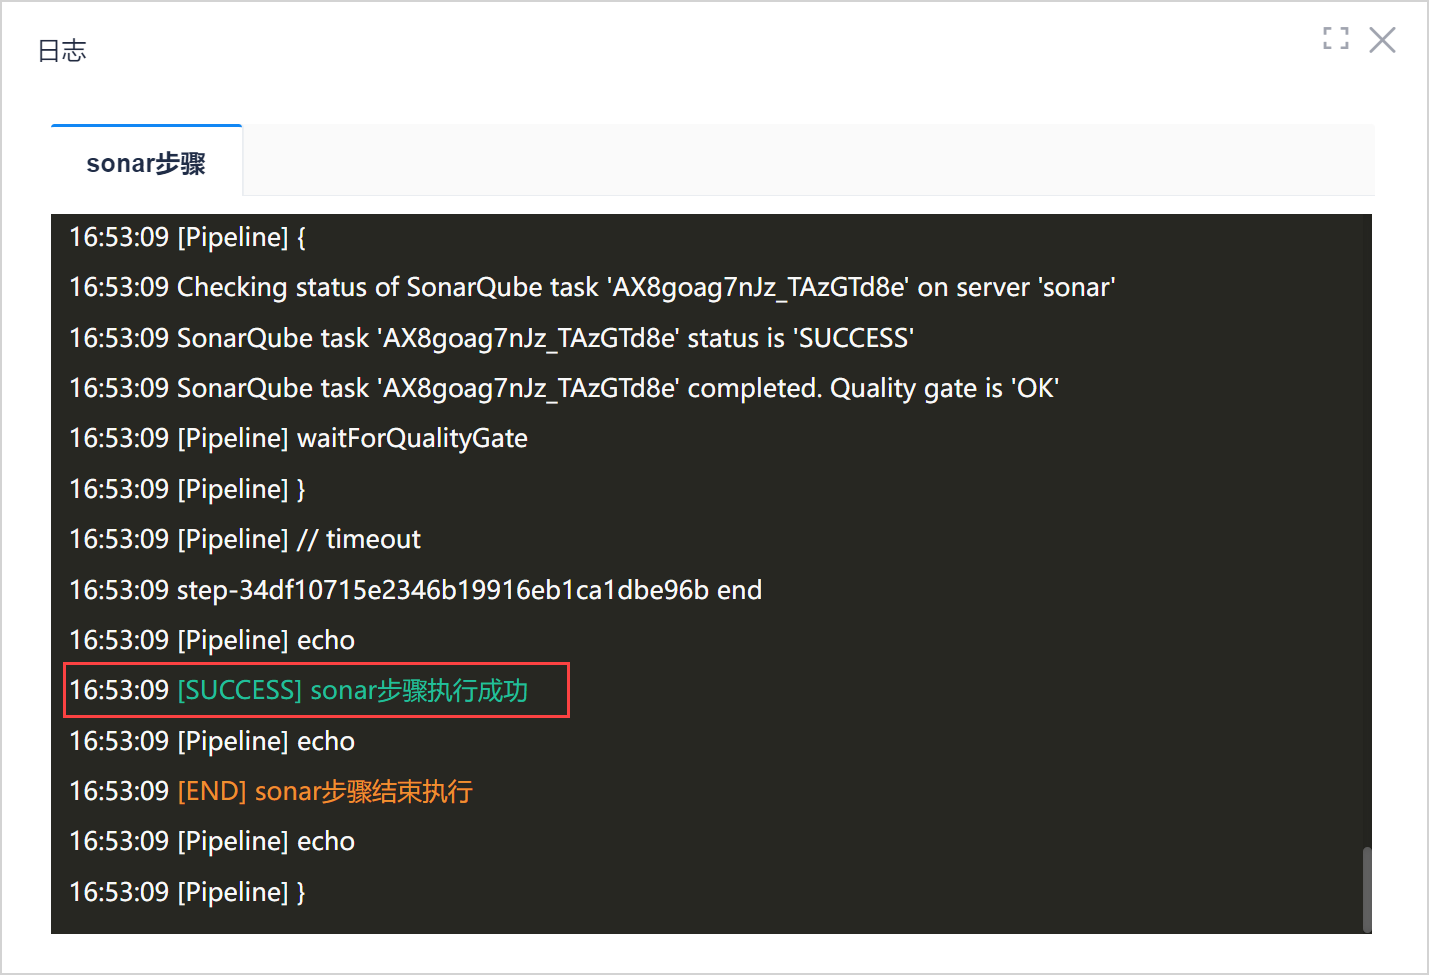 日志
sonar步骤
16:53:09 [Pipeline] {
16:53:09 Checking status of SonarQube task 'AX8goag7nJz_TAzGTd8e' on server 'sonar'
16:53:09 SonarQube task 'AX8goag7nJz_TAzGTd8e' status is 'SUCCESS'
16:53:09 SonarQube task 'AX8goag7nJz_TAzGTd8e' completed. Quality gate is 'OK'
16:53:09 [Pipeline] waitForQualityGate
16:53:09 [Pipeline] }
16:53:09 [Pipeline] // timeout
16:53:09 step-34df10715e2346b19916eb1ca1dbe96b end
16:53:09 [Pipeline] echo
16:53:09 [SUCCESS] sonar步骤执行成功
16:53:09 [Pipeline] echo
16:53:09 [END] sonar步骤结束执行
16:53:09 [Pipeline] echo
16:53:09 [Pipeline] }